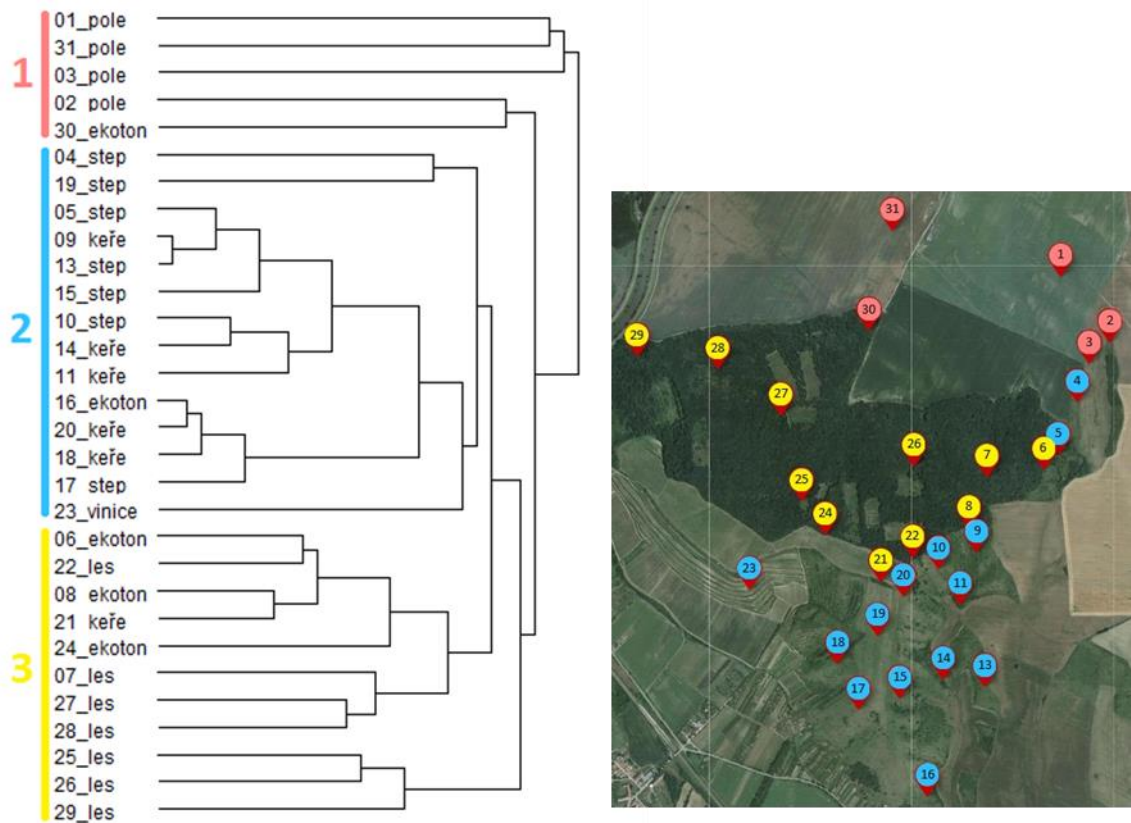 1
01_pole
31_pole
03_pole
02_pole
30_ekoton
2
04_step
19_step
05_step
09_keře
13_step
15_step
10_step
14_keře
11_keře
16_ekoton
20_keře
18_keře
17_step
23_vinice
3
06_ekoton
22_les
08_ekoton
21_keře
24_ekoton
07_les
27_les
28_les
25_les
26_les
29_les
31
1
30
2
29
28
3
4
27
5
26
6
7
25
24
8
22
9
10
21
20
23
11
19
18
14
13
15
17
16